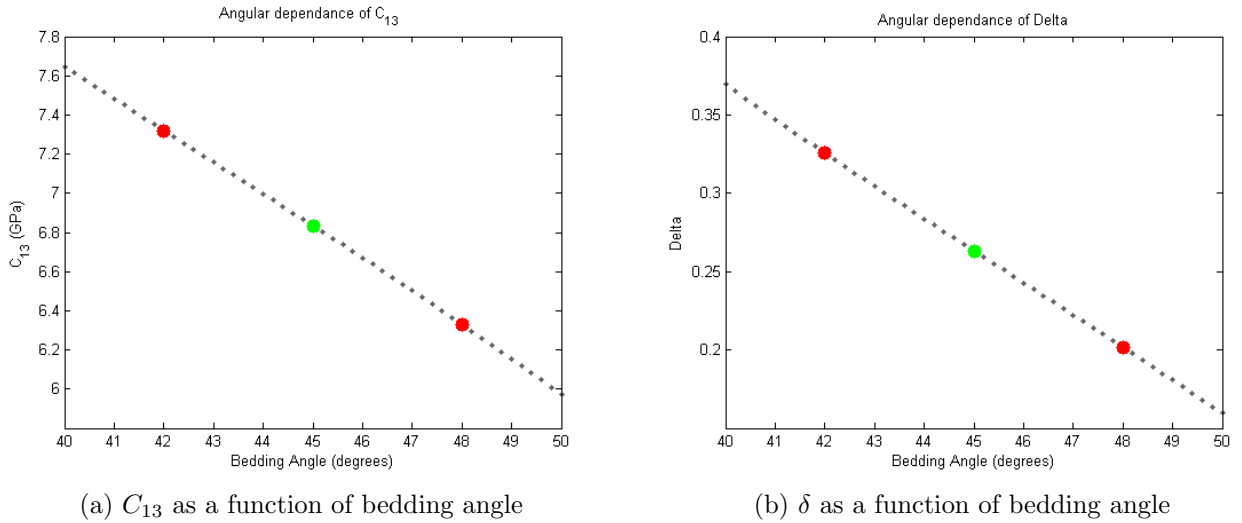 Angular dependance of C13
7.8
7.6
7.4
7.2
7
6.8
6.6
6.4
6.2
6
C13 (GPa)
40 41 42 43 44 45 46 47 48 49 50
Bedding Angle (degrees)
(a) C13 as a function of bedding angle
Angular dependance of Delta
0.4
0.35
0.3
0.25
0.2
Delta
40 41 42 43 44 45 46 47 48 49 50
Bedding Angle (degrees)
(b) δ as a function of bedding angle